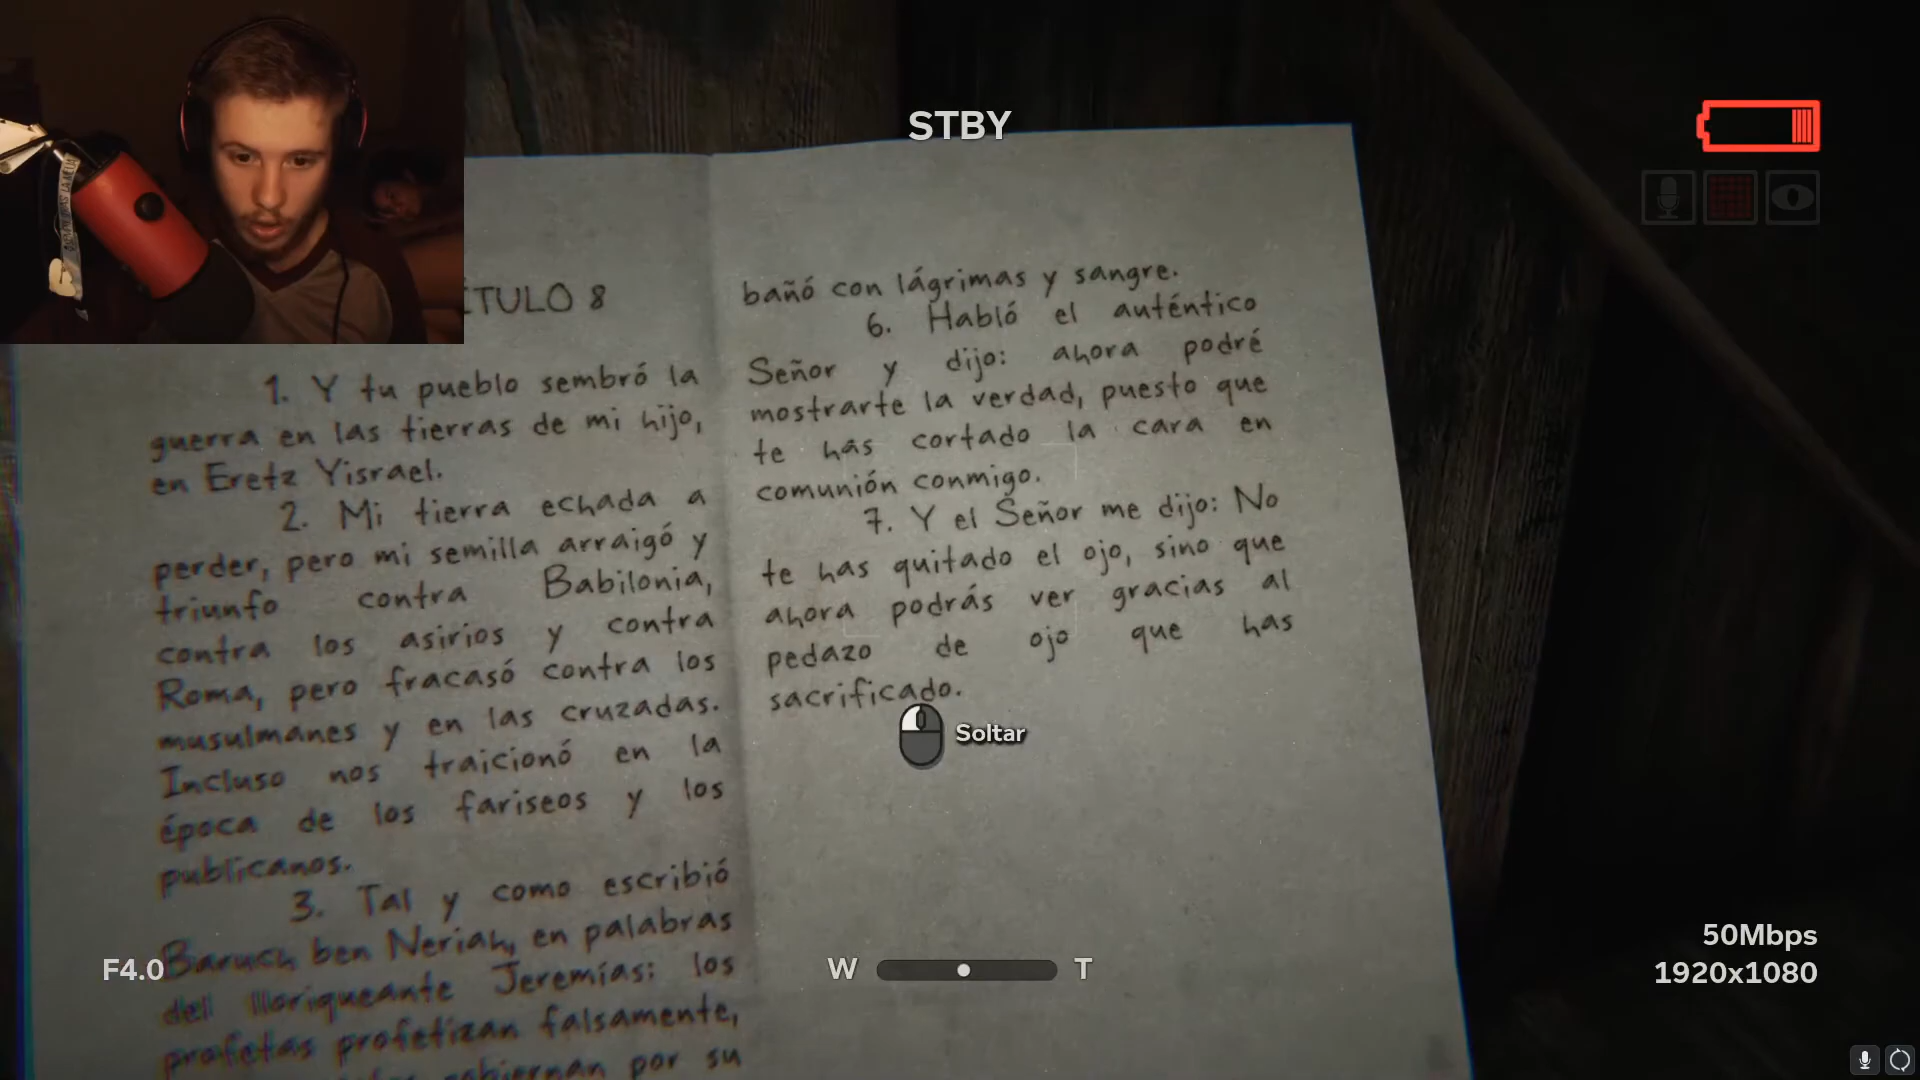 STBY
ÍTULO 8
1. Y tu pueblo sembró la
guerra en las tierras de mi hijo,
en Eretz Yisrael.
2. Mi tierra echada a
perder, pero mi semilla arraigó y
triunfo contra Babilonia,
contra los asirios y contra
Roma, pero fracasó contra los
musulmanes y en las cruzadas.
Incluso nos traicionó en la
época de los fariseos y los
publicanos.
3. Tal y como escribió
Baruch ben Neriah, en palabras
del lloriqueante Jeremías: los
profetas profetizan falsamente,
gobiernan por su
bañó con lágrimas y sangre.
6. Habló el auténtico
Señor y dijo: ahora podré
mostrarte la verdad, puesto que
te has cortado la cara en
comunión conmigo.
7. Y el Señor me dijo: No
te has quitado el ojo, sino que
ahora podrás ver gracias al
pedazo de ojo que has
sacrificado.
Soltar
F4.0
W T
50Mbps
1920x1080